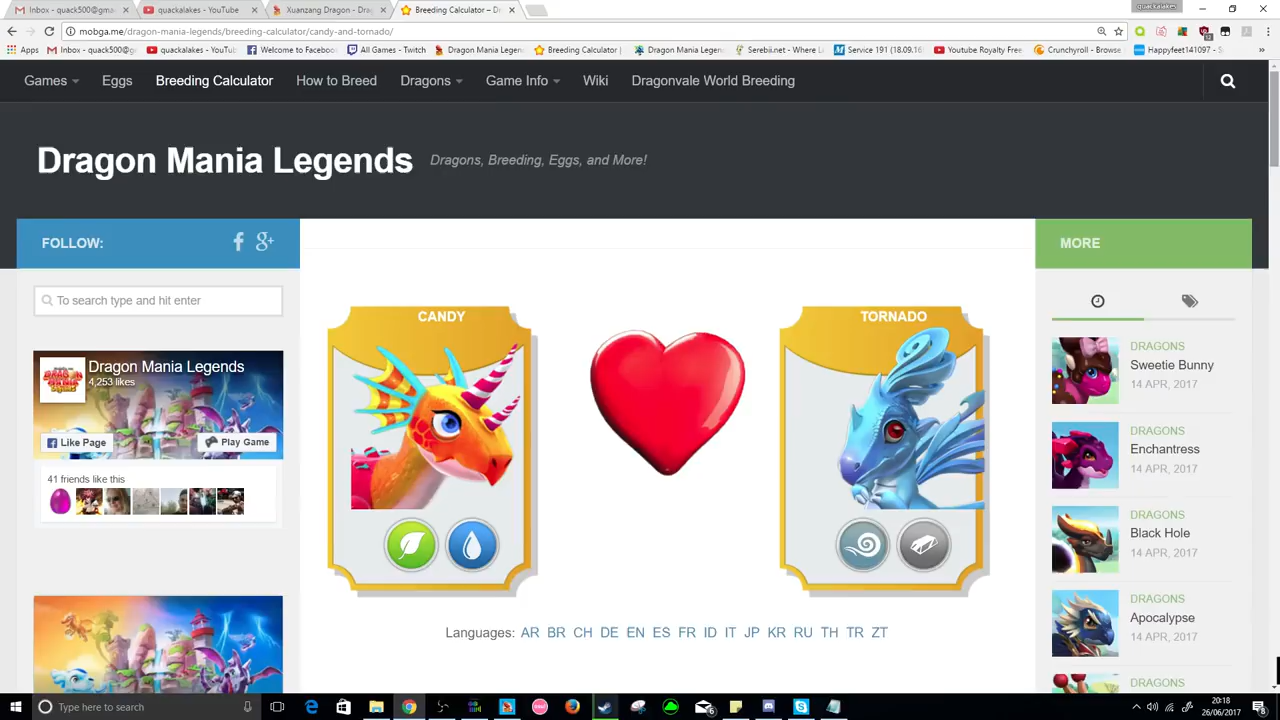 Inbox - quack500@gm
quackalakes - YouTube
Xuanzang Dragon - Drag
Breeding Calculator – D
quackalakes
mobga.me/dragon-mania-legends/breeding-calculator/candy-and-tornado/
Apps
Inbox - quack500@g
quackalakes - YouTub
Welcome to Facebook
All Games - Twitch
Dragon Mania Legen
Breeding Calculator |
Dragon Mania Legen
Serebii.net - Where L
Service 191 (18.09.16
Youtube Royalty Free
Crunchyroll - Browse
Happyfeet141097 - S
Games
Eggs
Breeding Calculator
How to Breed
Dragons
Game Info
Wiki
Dragonvale World Breeding
Dragon Mania Legends
Dragons, Breeding, Eggs, and More!
FOLLOW:
MORE
To search type and hit enter
Dragon Mania Legends
4,253 likes
Like Page
Play Game
41 friends like this
CANDY
TORNADO
Languages: AR BR CH DE EN ES FR ID IT JP KR RU TH TR ZT
DRAGONS
Sweetie Bunny
14 APR, 2017
DRAGONS
Enchantress
14 APR, 2017
DRAGONS
Black Hole
14 APR, 2017
DRAGONS
Apocalypse
14 APR, 2017
DRAGONS
Type here to search
20:18
26/06/2017